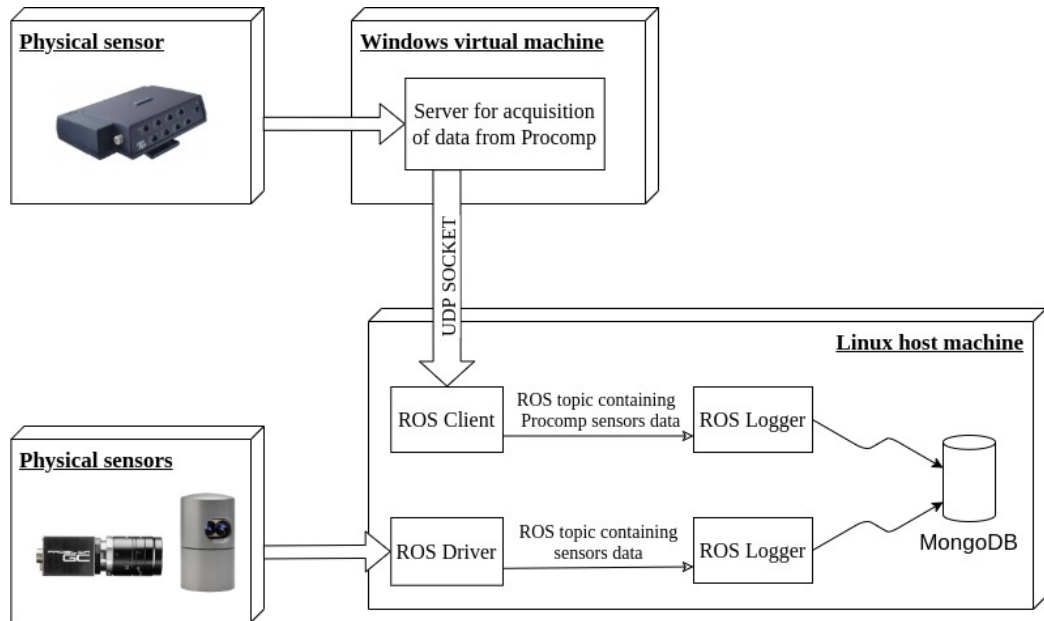 Physical sensor
Windows virtual machine
Server for acquisition
of data from Procomp
UDP SOCKET
Linux host machine
ROS Client
ROS topic containing
Procomp sensors data
ROS Logger
Physical sensors
GC
ROS Driver
ROS topic containing
sensors data
ROS Logger
MongoDB